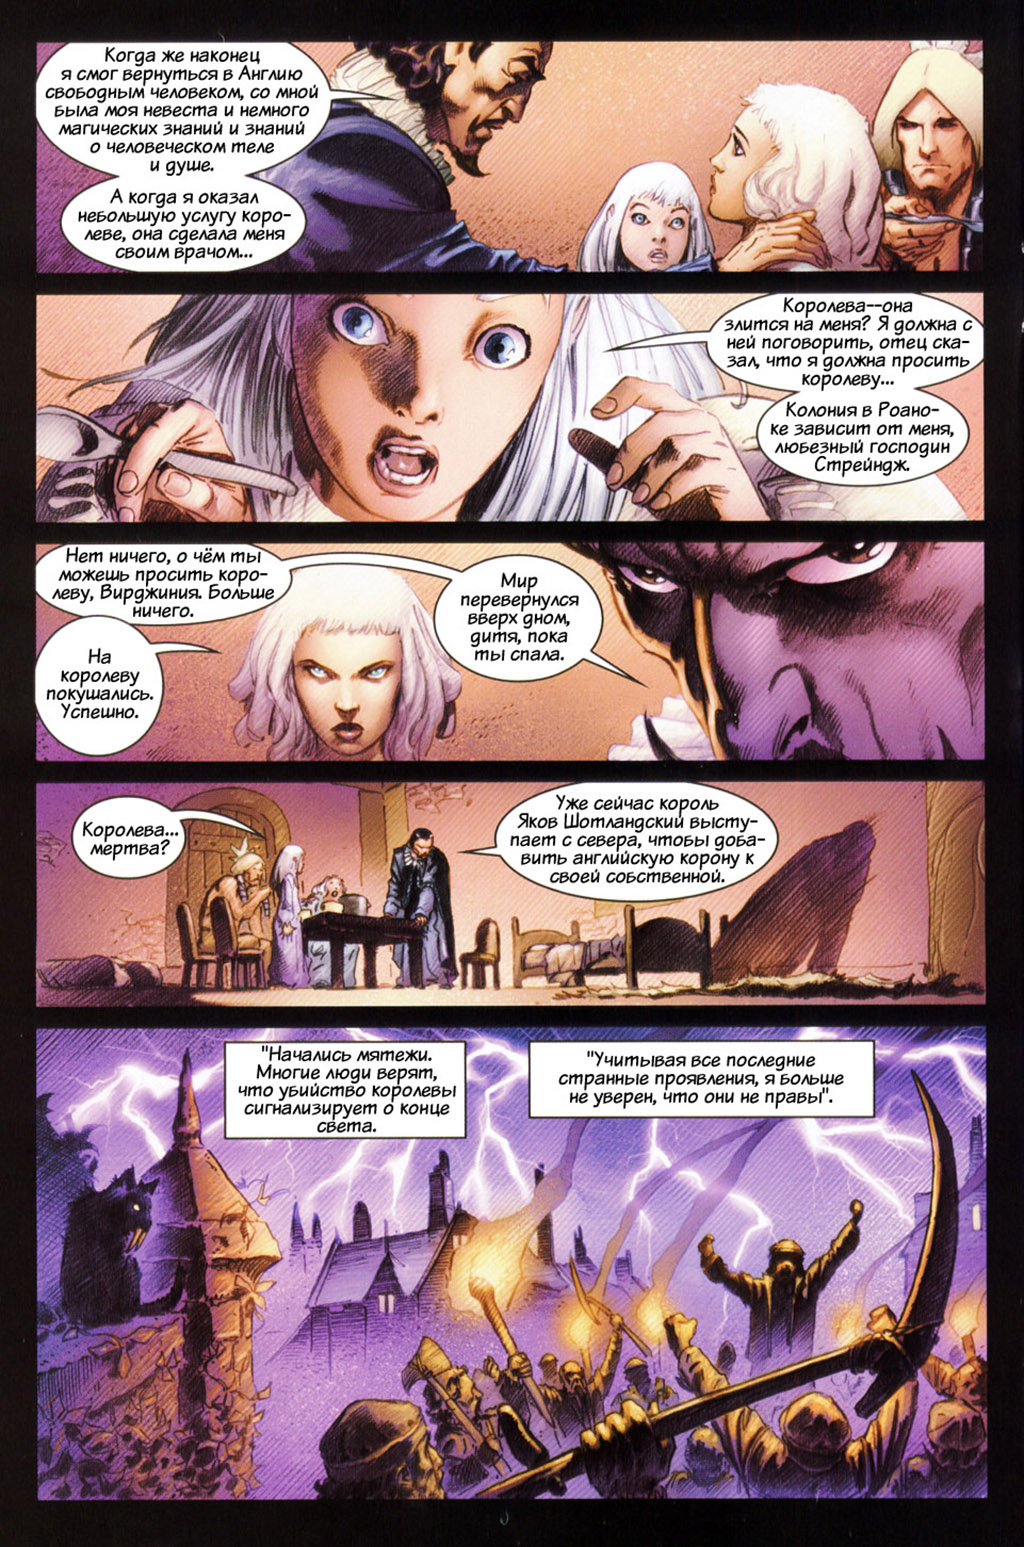 Когда же наконец
я смог вернуться в Англию
свободным человеком, со мной
была моя невеста и немного
магических знаний и знаний
о человеческом теле
и душе.
А когда я оказал
небольшую услугу коро-
леве, она сделала меня
своим врачом...
Королева--она
злится на меня? Я должна с
ней поговорить, отец ска-
зал, что я должна просить
королеву...
Колония в Роано-
ке зависит от меня,
любезный господин
Стрейндж.
Нет ничего, о чём ты
можешь просить коро-
леву, Вирджиния. Больше
ничего.
На
королеву
покушались.
Успешно.
Мир
перевернулся
вверх дном,
дитя, пока
ты спала.
Королева...
мертва?
Уже сейчас король
Яков Шотландский высту-
пает с севера, чтобы доба-
вить английскую корону к
своей собственной.
"Начались мятежи.
Многие люди верят,
что убийство королевы
сигнализирует о конце
света.
"Учитывая все последние
странные проявления, я больше
не уверен, что они не правы".